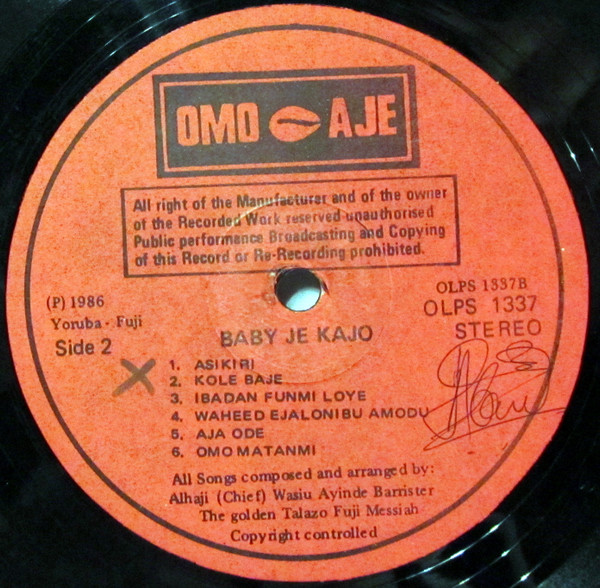 OMO AJE
All right of the Manufacturer and of the owner
of the Recorded Work reserved unauthorised
Public performance Broadcasting and Copying
of this Record or Re-Recording prohibited.
(P) 1986
Yoruba - Fuji
Side 2
OLPS 1337B
OLPS 1337
STEREO
BABY JE KAJO
1. ASIKIRI
2. KOLE BAJE
3. IBADAN FUNMI LOYE
4. WAHEED EJALONIBU AMODU
5. AJA ODE
6. OMO MATANMI
All Songs composed and arranged by:
Alhaji (Chief) Wasiu Ayinde Barrister
The golden Talazo Fuji Messiah
Copyright controlled